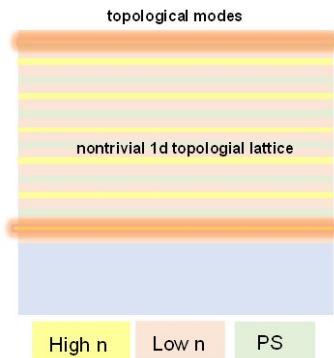 topological modes
nontrivial 1d topologial lattice
High n
Low n
PS